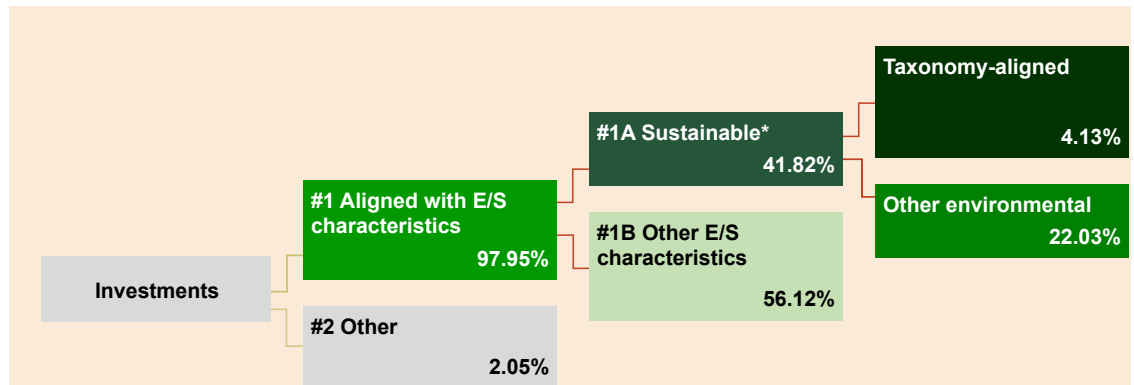 Investments
#1 Aligned with E/S
characteristics
97.95%
#2 Other
2.05%
#1A Sustainable*
41.82%
#1B Other E/S
characteristics
56.12%
Taxonomy-aligned
4.13%
Other environmental
22.03%